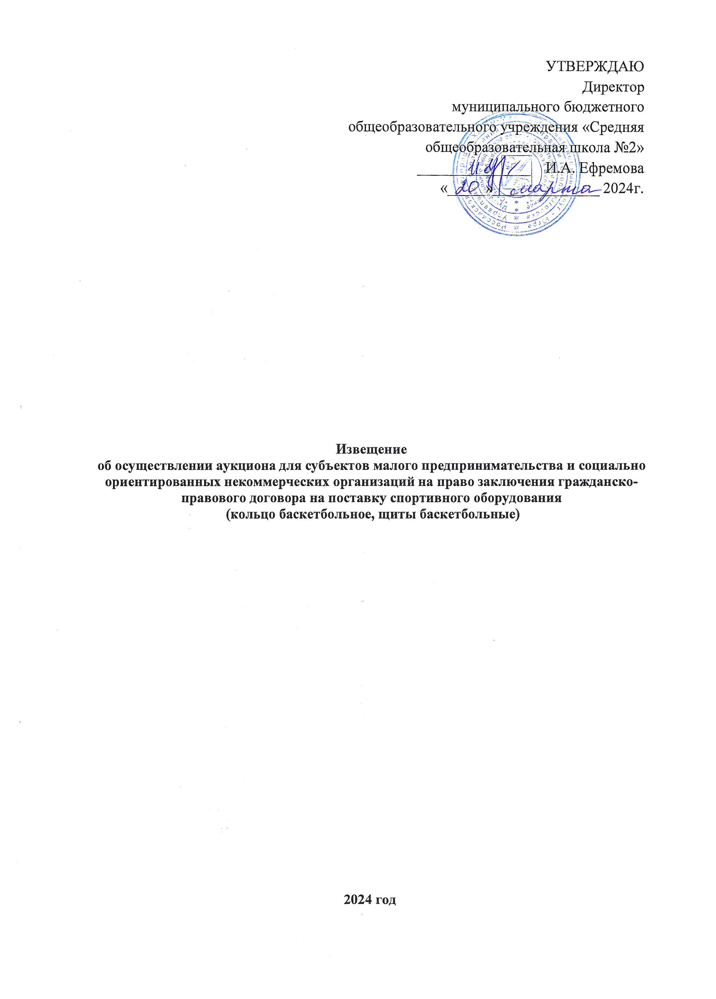 УТВЕРЖДАЮ
Директор
муниципального бюджетного
общеобразовательного учреждения «Средняя
общеобразовательная школа №2»
И.А. Ефремова
«20» марта 2024г.
Извещение
об осуществлении аукциона для субъектов малого предпринимательства и социально
ориентированных некоммерческих организаций на право заключения гражданско-
правового договора на поставку спортивного оборудования
(кольцо баскетбольное, щиты баскетбольные)
2024 год